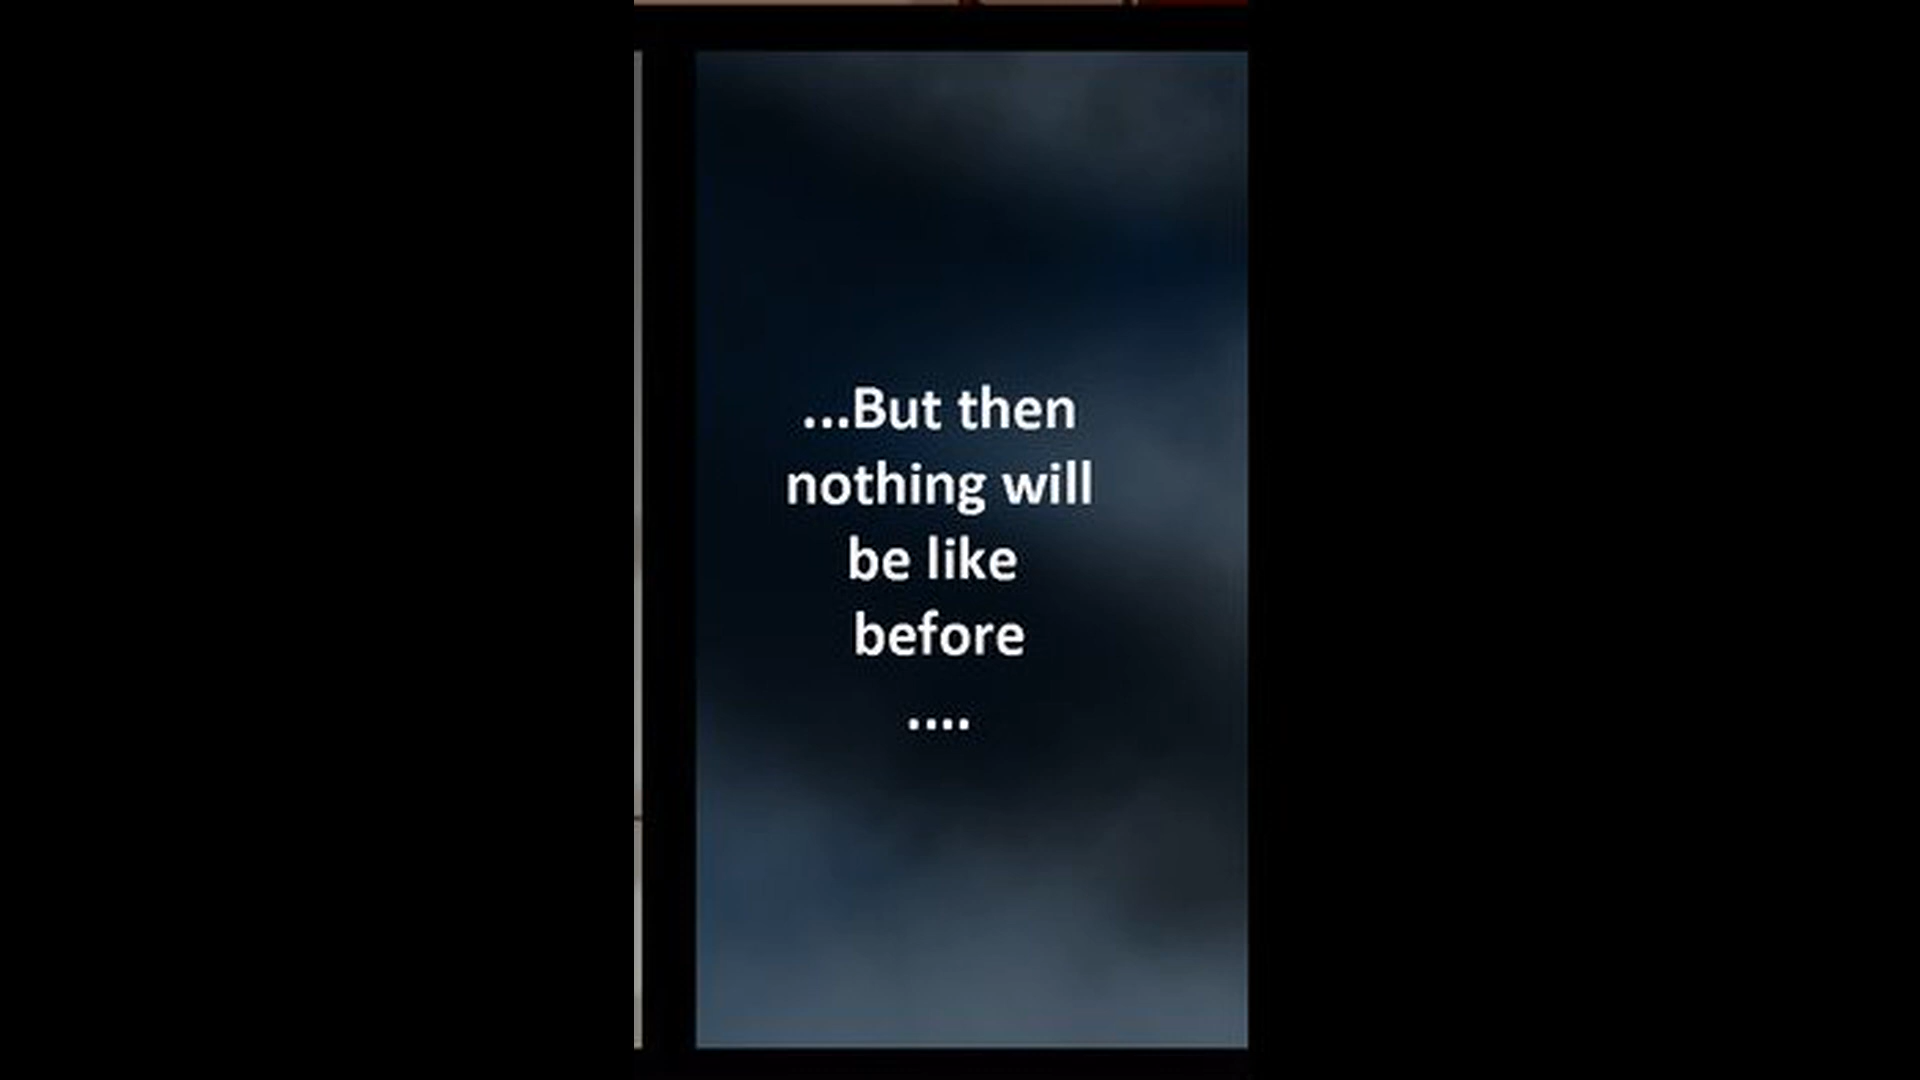 ...But then
nothing will
be like
before
....